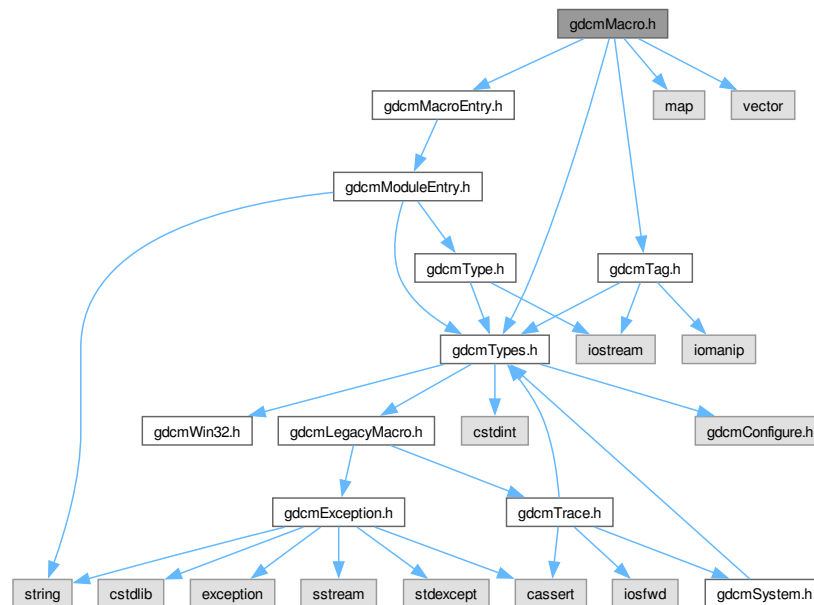 gdcmMacro.h
gdcmMacroEntry.h
map
vector
gdcmModuleEntry.h
gdcmType.h
gdcmTag.h
gdcmTypes.h
iostream
iomanip
gdcmWin32.h
gdcmLegacyMacro.h
cstdint
gdcmConfigure.h
gdcmException.h
gdcmTrace.h
string
cstdlib
exception
sstream
stdexcept
cassert
iosfwd
gdcmSystem.h